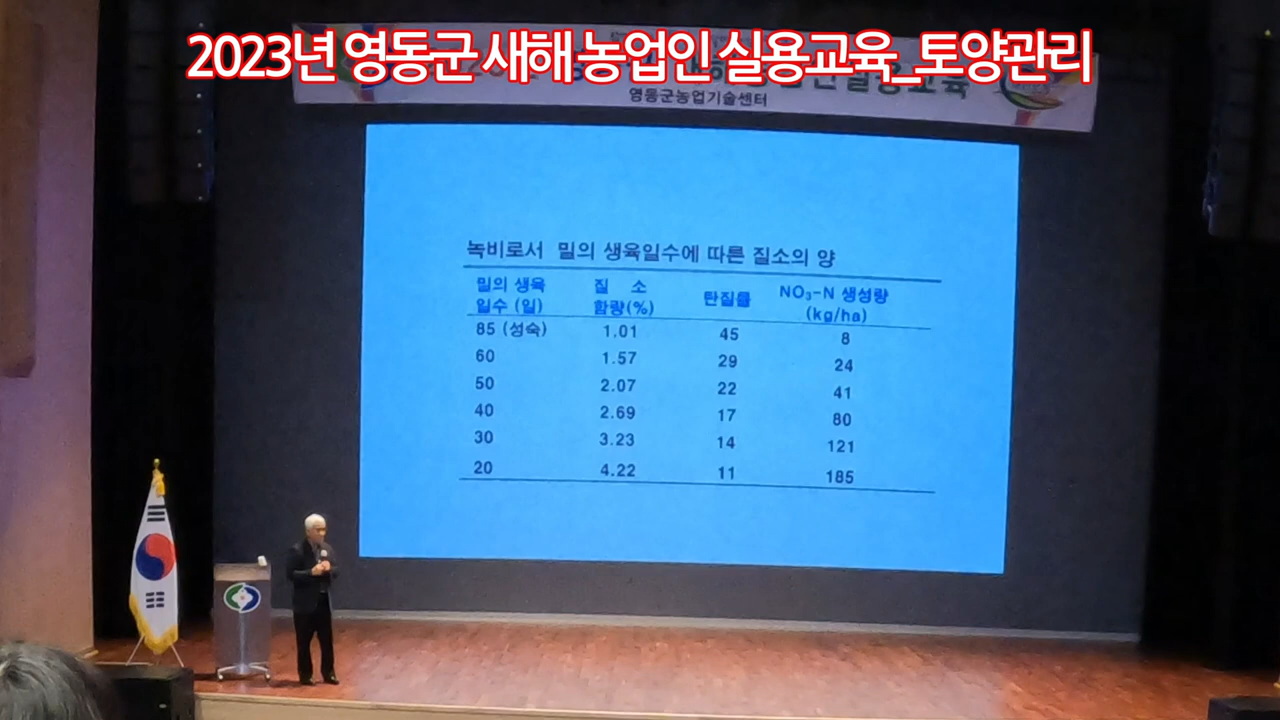 2023년 영동군 새해 농업인 실용교육_토양관리
영동군농업기술센터
녹비로서 밀의 생육일수에 따른 질소의 양
밀의 생육 일수 (일) 질 소 함량(%) 탄질률 NO₃-N 생성량 (kg/ha)
85 (성숙) 1.01 45 8
60 1.57 29 24
50 2.07 22 41
40 2.69 17 80
30 3.23 14 121
20 4.22 11 185